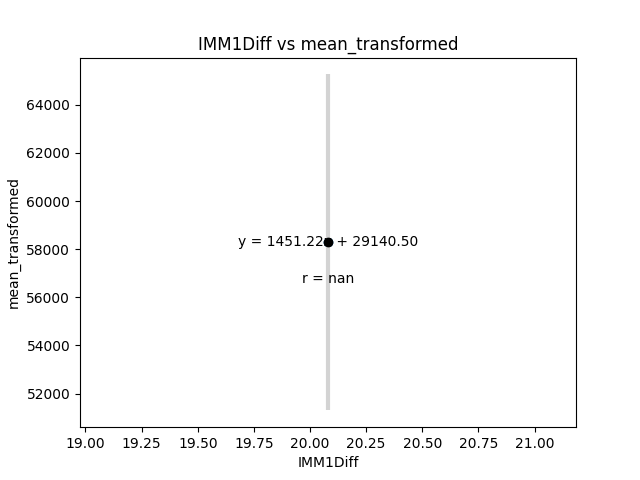 IMM1Diff vs mean_transformed
mean_transformed
64000
62000
60000
58000
56000
54000
52000
y = 1451.22 + 29140.50
r = nan
19.00 19.25 19.50 19.75 20.00 20.25 20.50 20.75 21.00
IMM1Diff